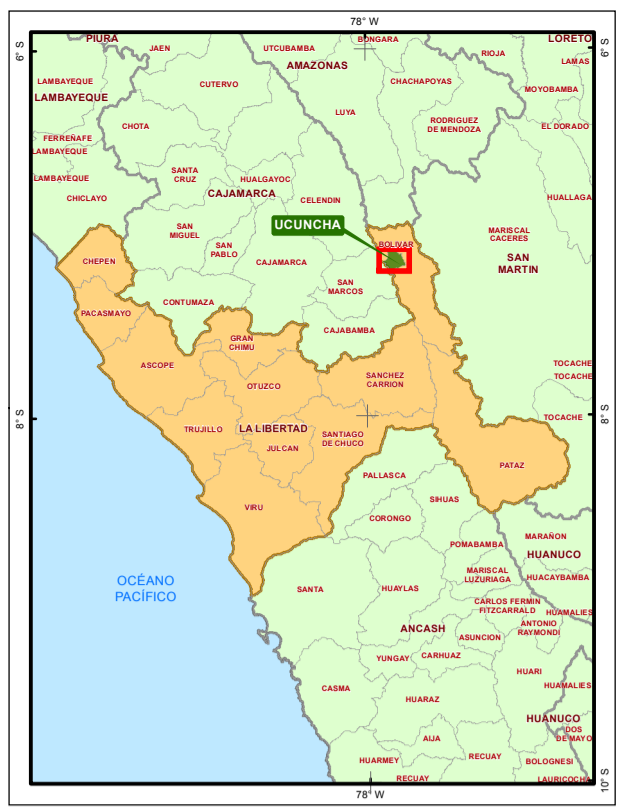 78° W
6° S
6° S
PIURA
JAEN
UTCUBAMBA
BONGARA
LORETO
RIOJA
LAMAS
AMAZONAS
LAMBAYEQUE
CUTERVO
CHACHAPOYAS
MOYOBAMBA
LAMBAYEQUE
LUYA
CHOTA
RODRIGUEZ
DE MENDOZA
EL DORADO
FERREÑAFE
LAMBAYEQUE
SANTA
CRUZ
HUALGAYOC
LAMBAYEQUE
CAJAMARCA
CHICLAYO
CELENDIN
HUALLAGA
UCUNCHA
SAN
MIGUEL
MARISCAL
CACERES
BOLIVAR
SAN
PABLO
SAN
MARTIN
CHEPEN
CAJAMARCA
SAN
MARCOS
CONTUMAZA
PACASMAYO
CAJABAMBA
GRAN
CHIMU
ASCOPE
TOCACHE
TOCACHE
SANCHEZ
CARRION
OTUZCO
8° S
8° S
TOCACHE
TRUJILLO
LA LIBERTAD
SANTIAGO
DE CHUCO
JULCAN
PATAZ
PALLASCA
SIHUAS
VIRU
CORONGO
MARAÑON
POMABAMBA
HUANUCO
OCÉANO
PACÍFICO
MARISCAL
LUZURIAGA
HUACAYBAMBA
SANTA
HUAYLAS
CARLOS FERMIN
FITZCARRALD
HUAMALIES
ANTONIO
RAYMONDI
ANCASH
ASUNCION
YUNGAY
CARHUAZ
HUARI
CASMA
HUAMALIES
HUARAZ
HUANUCO
DOS
DE MAYO
AIJA
HUARMEY
RECUAY
BOLOGNESI
RECUAY
LAURICOCHA
10° S
78° W